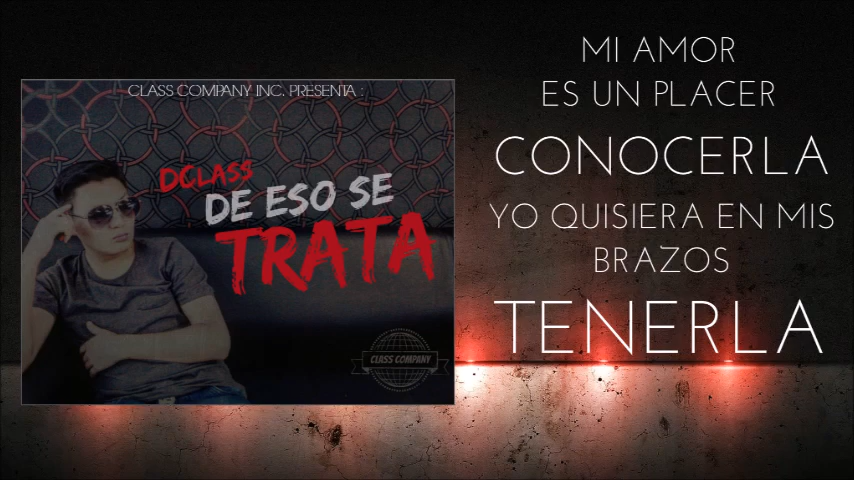 CLASS COMPANY INC. PRESENTA :
DCLASS
DE ESO SE
TRATA
CLASS COMPANY
MI AMOR
ES UN PLACER
CONOCERLA
YO QUISIERA EN MIS
BRAZOS
TENERLA